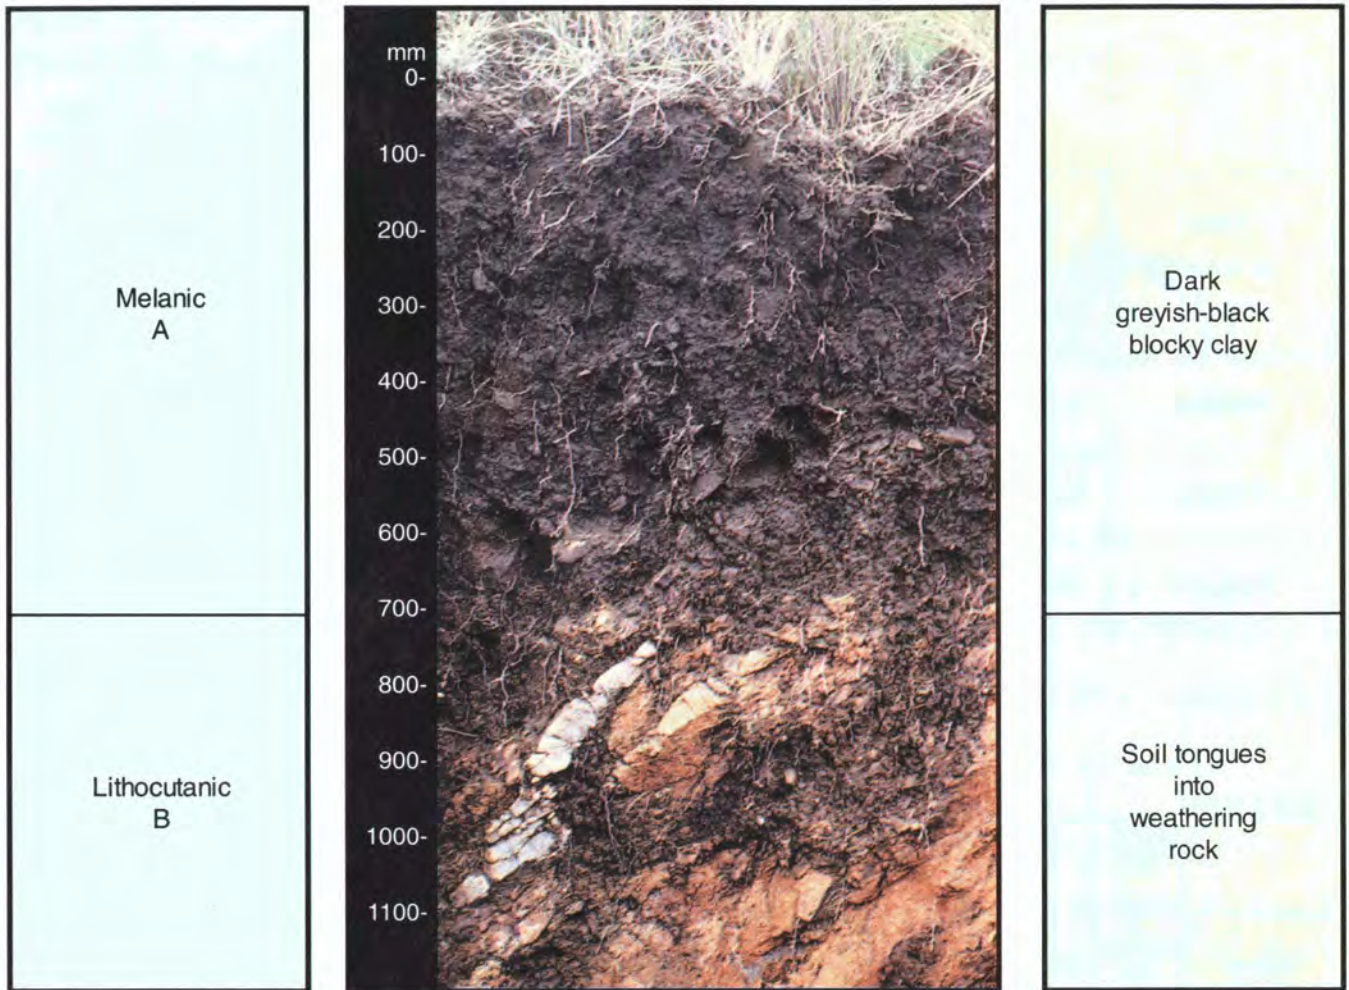 Melanic
A
Lithocutanic
B
mm
0-
100-
200-
300-
400-
500-
600-
700-
800-
900-
1000-
1100-
Dark
greyish-black
blocky clay
Soil tongues
into
weathering
rock